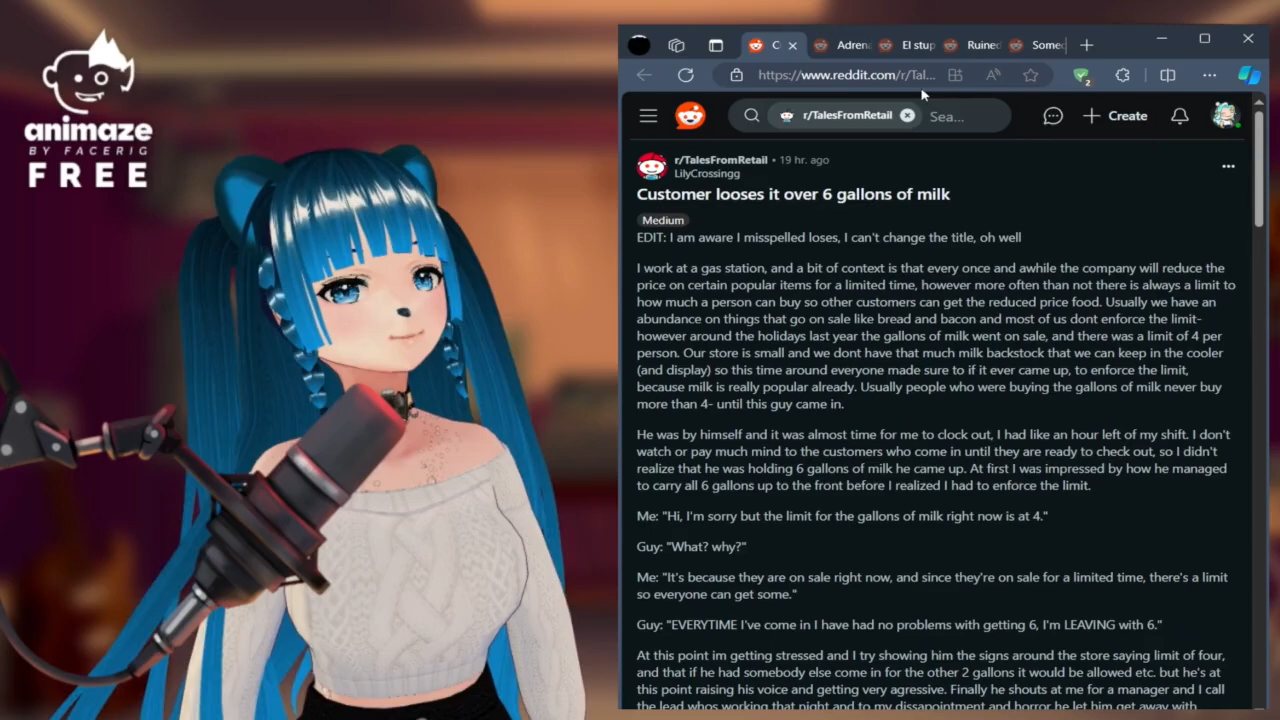 animaze
BY FACERIG
FREE
C
Adren
El stup
Ruined
Some
https://www.reddit.com/r/Tal...
2
r/TalesFromRetail
Sea...
Create
r/TalesFromRetail • 19 hr. ago
LilyCrossingg
Customer looses it over 6 gallons of milk
Medium
EDIT: I am aware I misspelled loses, I can't change the title, oh well
I work at a gas station, and a bit of context is that every once and awhile the company will reduce the
price on certain popular items for a limited time, however more often than not there is always a limit to
how much a person can buy so other customers can get the reduced price food. Usually we have an
abundance on things that go on sale like bread and bacon and most of us dont enforce the limit-
however around the holidays last year the gallons of milk went on sale, and there was a limit of 4 per
person. Our store is small and we dont have that much milk backstock that we can keep in the cooler
(and display) so this time around everyone made sure to if it ever came up, to enforce the limit,
because milk is really popular already. Usually people who were buying the gallons of milk never buy
more than 4- until this guy came in.
He was by himself and it was almost time for me to clock out, I had like an hour left of my shift. I don't
watch or pay much mind to the customers who come in until they are ready to check out, so I didn't
realize that he was holding 6 gallons of milk he came up. At first I was impressed by how he managed
to carry all 6 gallons up to the front before I realized I had to enforce the limit.
Me: "Hi, I'm sorry but the limit for the gallons of milk right now is at 4."
Guy: "What? why?"
Me: "It's because they are on sale right now, and since they're on sale for a limited time, there's a limit
so everyone can get some."
Guy: "EVERYTIME I've come in I have had no problems with getting 6, I'm LEAVING with 6."
At this point im getting stressed and I try showing him the signs around the store saying limit of four,
and that if he had somebody else come in for the other 2 gallons it would be allowed etc. but he's at
this point raising his voice and getting very agressive. Finally he shouts at me for a manager and I call
the lead whos working that night and to my dissapointment and horror he let him get away with